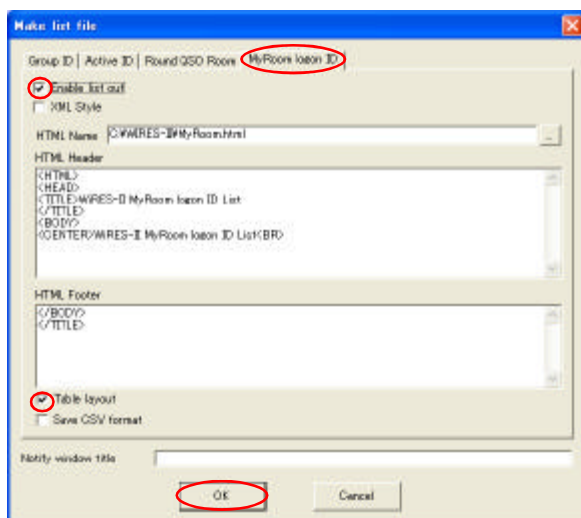 Make list file
Group ID
Active ID
Round QSO Room
MyRoom logon ID
Enable list out
XML Style
HTML Name C:¥WIRES-II¥MyRoom.html ...
HTML Header
<HTML>
<HEAD>
<TITLE>WiRES-II MyRoom logon ID List
</TITLE>
<BODY>
<CENTER>WiRES-II MyRoom logon ID List<BR>
HTML Footer
</BODY>
</TITLE>
Table layout
Save CSV format
Notify window title
OK Cancel